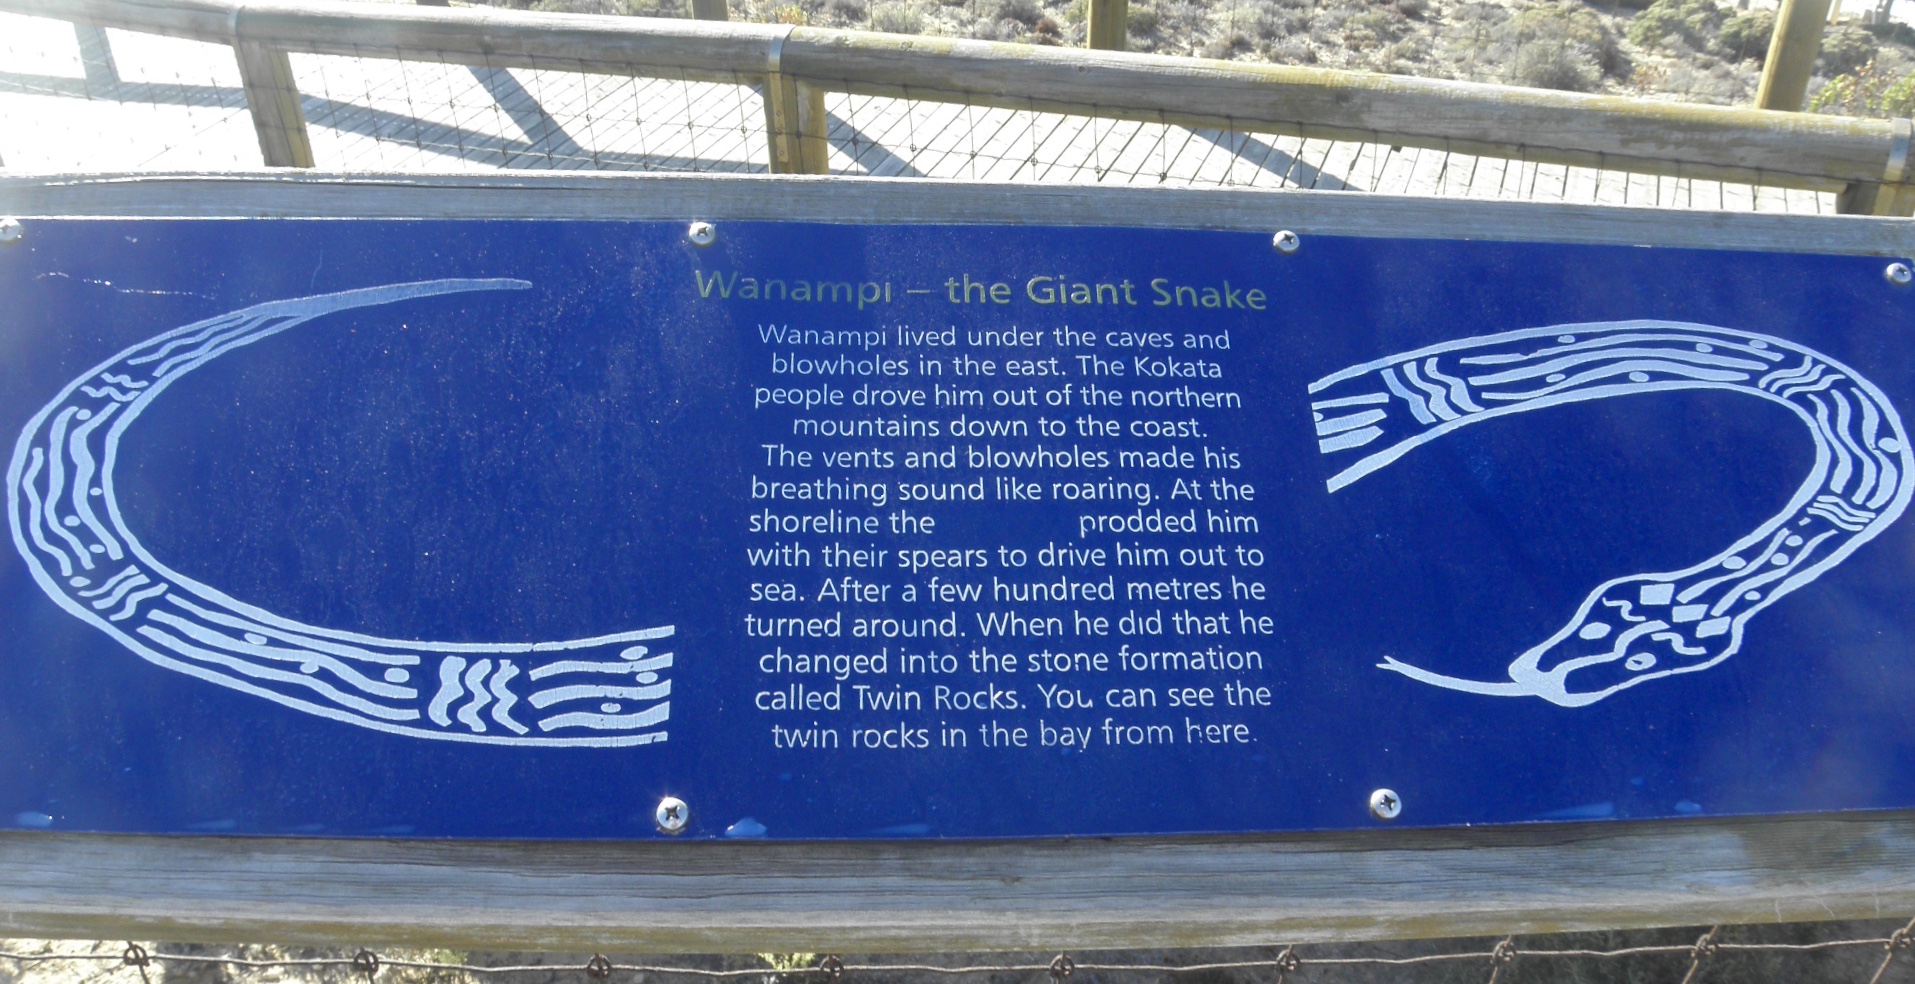 Wanampi – the Giant Snake
Wanampi lived under the caves and
blowholes in the east. The Kokata
people drove him out of the northern
mountains down to the coast.
The vents and blowholes made his
breathing sound like roaring. At the
shoreline the prodded him
with their spears to drive him out to
sea. After a few hundred metres he
turned around. When he did that he
changed into the stone formation
called Twin Rocks. You can see the
twin rocks in the bay from here.